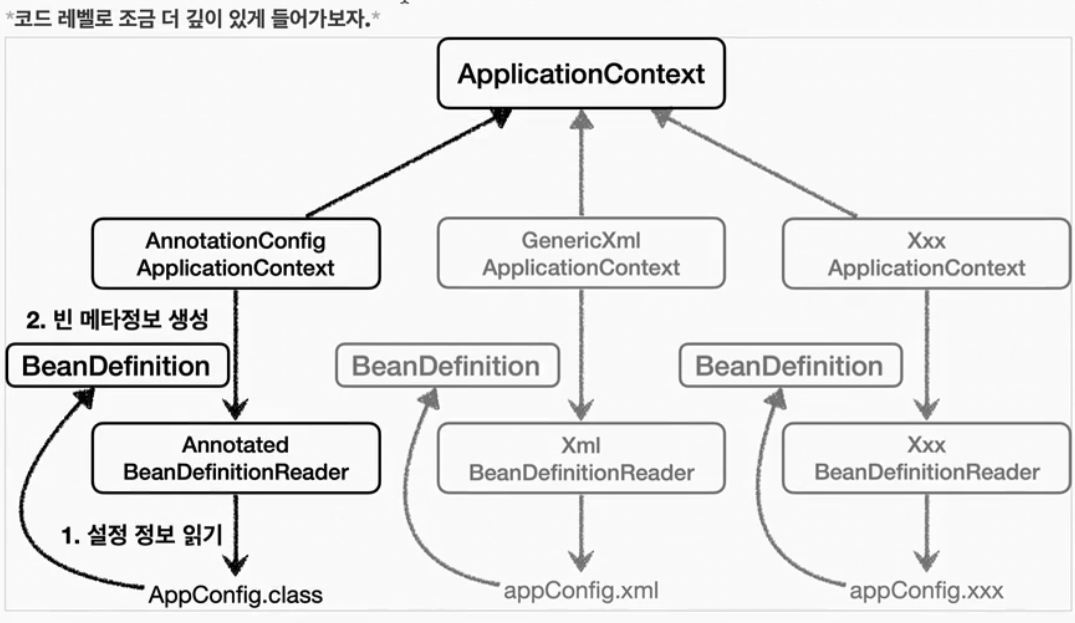 *코드 레벨로 조금 더 깊이 있게 들어가보자.*
ApplicationContext
AnnotationConfig
ApplicationContext
GenericXml
ApplicationContext
Xxx
ApplicationContext
2. 빈 메타정보 생성
BeanDefinition
BeanDefinition
BeanDefinition
Annotated
BeanDefinitionReader
Xml
BeanDefinitionReader
Xxx
BeanDefinitionReader
1. 설정 정보 읽기
AppConfig.class
appConfig.xml
appConfig.xxx